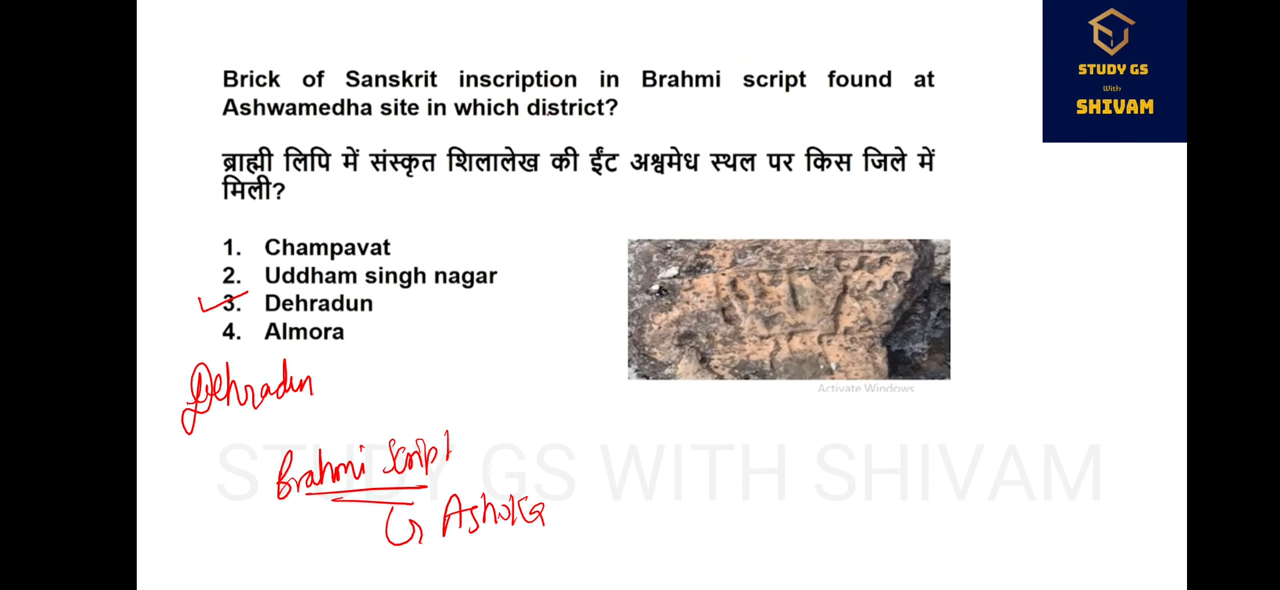 STUDY GS
With
SHIVAM
Brick of Sanskrit inscription in Brahmi script found at
Ashwamedha site in which district?
ब्राह्मी लिपि में संस्कृत शिलालेख की ईंट अश्वमेध स्थल पर किस जिले में
मिली?
1. Champavat
2. Uddham singh nagar
3. Dehradun
4. Almora
Activate Windows
Dehradun
STUDY GS WITH SHIVAM
Brahmi Script
Ashoka